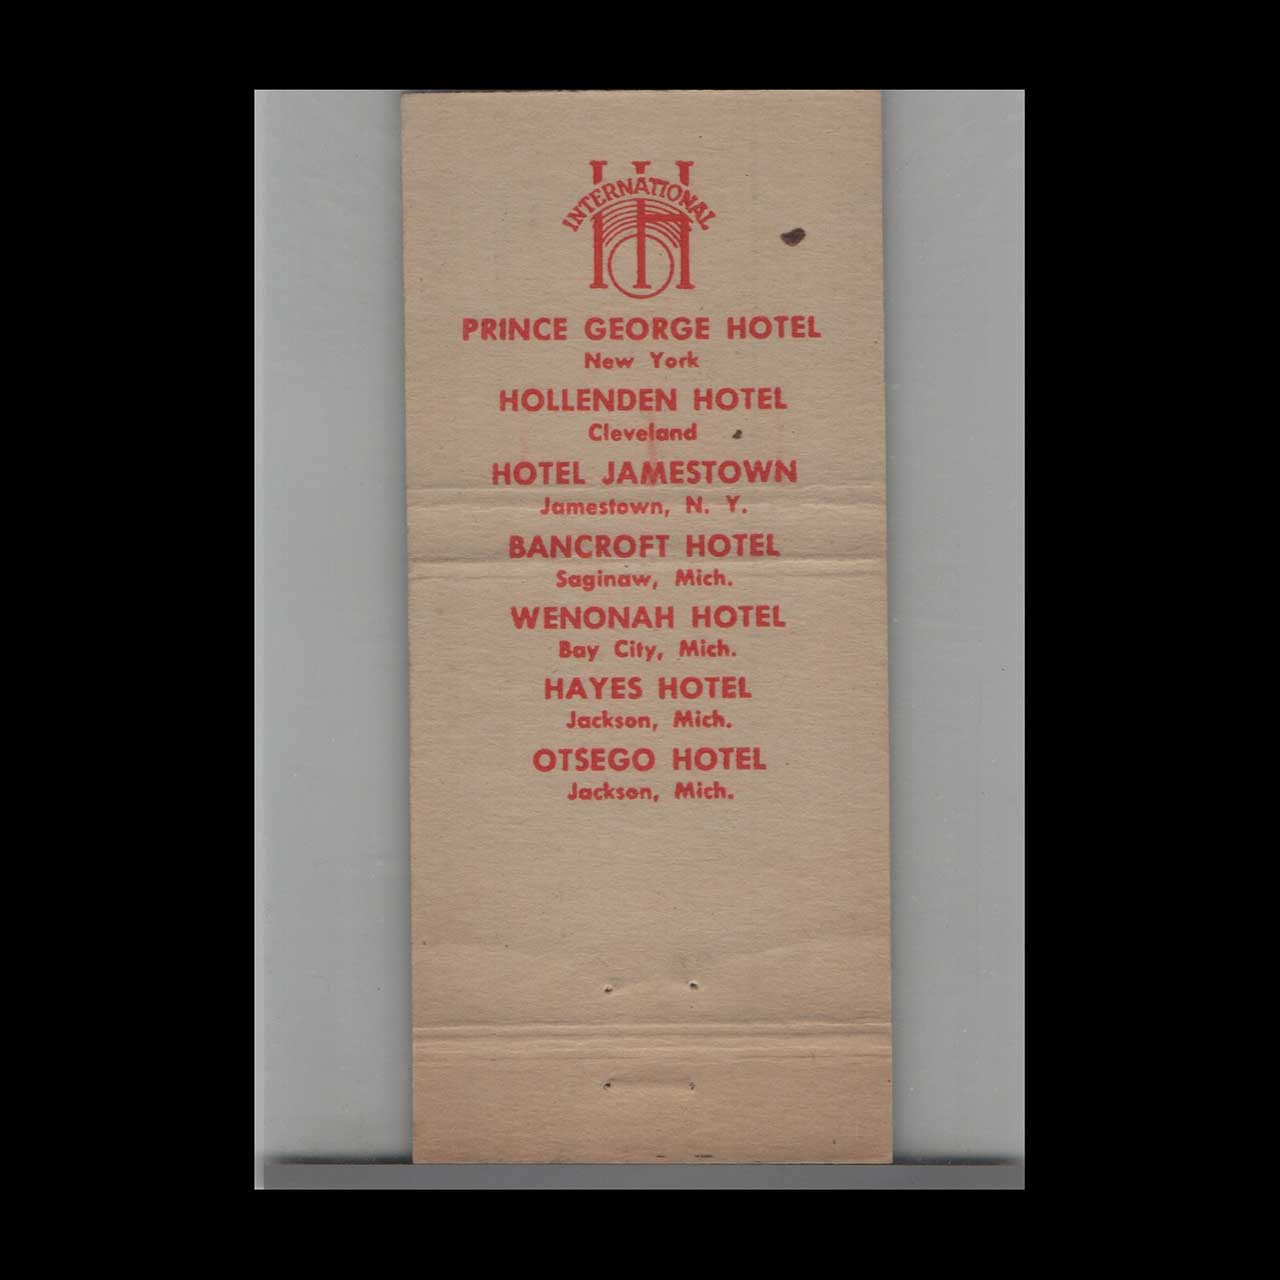 INTERNATIONAL
PRINCE GEORGE HOTEL
New York
HOLLENDEN HOTEL
Cleveland
HOTEL JAMESTOWN
Jamestown, N. Y.
BANCROFT HOTEL
Saginaw, Mich.
WENONAH HOTEL
Bay City, Mich.
HAYES HOTEL
Jackson, Mich.
OTSEGO HOTEL
Jackson, Mich.